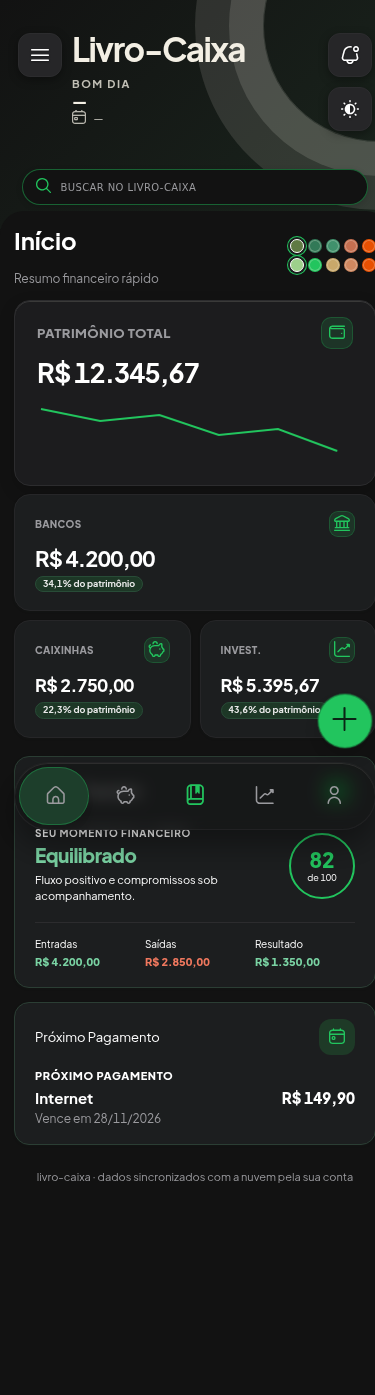 Livro-Caixa
BOM DIA
—
—
BUSCAR NO LIVRO-CAIXA
Início
Resumo financeiro rápido
PATRIMÔNIO TOTAL
R$ 12.345,67
BANCOS
R$ 4.200,00
34,1% do patrimônio
CAIXINHAS
INVEST.
R$ 2.750,00
R$ 5.395,67
22,3% do patrimônio
43,6% do patrimônio
SEU MOMENTO FINANCEIRO
Equilibrado
82
de 100
Fluxo positivo e compromissos sob
acompanhamento.
Entradas
Saídas
Resultado
R$ 4.200,00
R$ 2.850,00
R$ 1.350,00
Próximo Pagamento
PRÓXIMO PAGAMENTO
Internet
R$ 149,90
Vence em 28/11/2026
livro-caixa · dados sincronizados com a nuvem pela sua conta